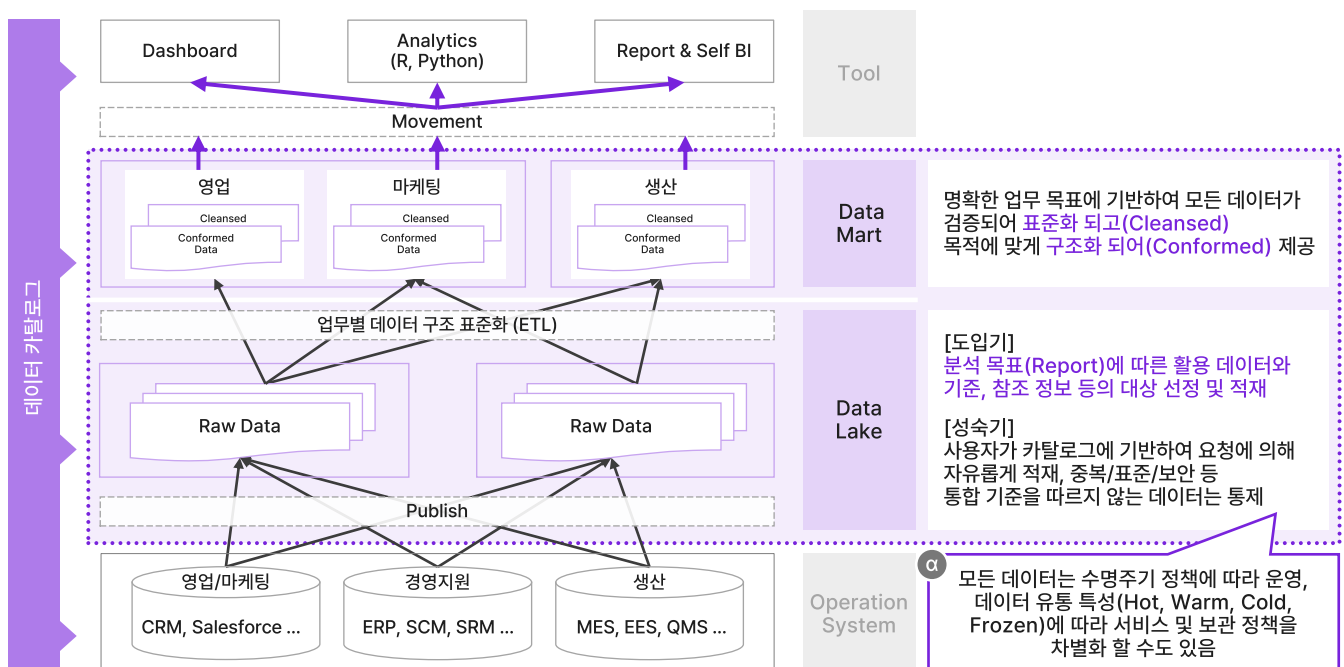 데이터 카탈로그
Dashboard
Analytics
(R, Python)
Report & Self BI
Tool
Movement
영업
Cleansed
Conformed
Data
마케팅
Cleansed
Conformed
Data
생산
Cleansed
Conformed
Data
Data
Mart
명확한 업무 목표에 기반하여 모든 데이터가
검증되어 표준화 되고(Cleansed)
목적에 맞게 구조화 되어(Conformed) 제공
업무별 데이터 구조 표준화 (ETL)
Raw Data
Raw Data
Data
Lake
[도입기]
분석 목표(Report)에 따른 활용 데이터와
기준, 참조 정보 등의 대상 선정 및 적재
[성숙기]
사용자가 카탈로그에 기반하여 요청에 의해
자유롭게 적재, 중복/표준/보안 등
통합 기준을 따르지 않는 데이터는 통제
Publish
영업/마케팅
CRM, Salesforce ...
경영지원
ERP, SCM, SRM ...
생산
MES, EES, QMS ...
Operation
System
α
모든 데이터는 수명주기 정책에 따라 운영,
데이터 유통 특성(Hot, Warm, Cold,
Frozen)에 따라 서비스 및 보관 정책을
차별화 할 수도 있음